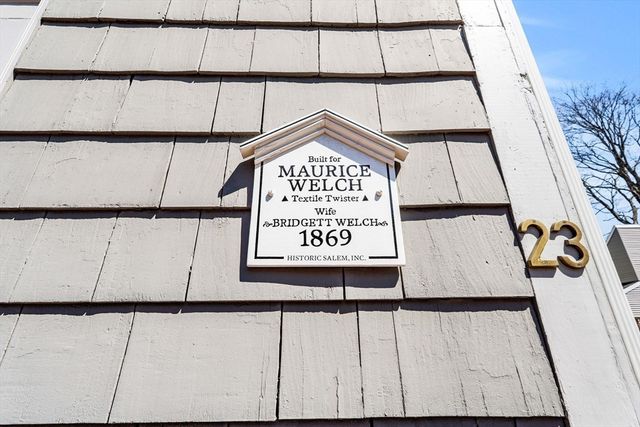 Built for
MAURICE
WELCH
▲ Textile Twister ▲
Wife
BRIDGETT WELCH
1869
HISTORIC SALEM, INC.
23